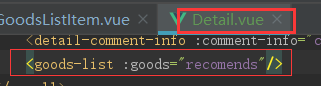 GoodsListItem.vue × Detail.vue ×
<detail-comment-info :comment-info="c
<goods-list :goods="recomends"/>
</